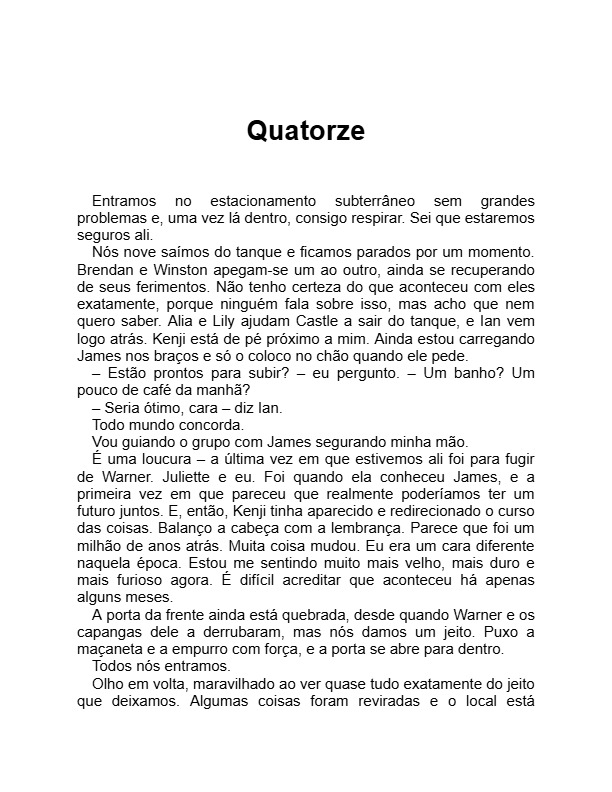 Quatorze
Entramos no estacionamento subterrâneo sem grandes
problemas e, uma vez lá dentro, consigo respirar. Sei que estaremos
seguros ali.
Nós nove saímos do tanque e ficamos parados por um momento.
Brendan e Winston apegam-se um ao outro, ainda se recuperando
de seus ferimentos. Não tenho certeza do que aconteceu com eles
exatamente, porque ninguém fala sobre isso, mas acho que nem
quero saber. Alia e Lily ajudam Castle a sair do tanque, e Ian vem
logo atrás. Kenji está de pé próximo a mim. Ainda estou carregando
James nos braços e só o coloco no chão quando ele pede.
– Estão prontos para subir? – eu pergunto. – Um banho? Um
pouco de café da manhã?
– Seria ótimo, cara – diz Ian.
Todo mundo concorda.
Vou guiando o grupo com James segurando minha mão.
É uma loucura – a última vez em que estivemos ali foi para fugir
de Warner. Juliette e eu. Foi quando ela conheceu James, e a
primeira vez em que pareceu que realmente poderíamos ter um
futuro juntos. E, então, Kenji tinha aparecido e redirecionado o curso
das coisas. Balanço a cabeça com a lembrança. Parece que foi um
milhão de anos atrás. Muita coisa mudou. Eu era um cara diferente
naquela época. Estou me sentindo muito mais velho, mais duro e
mais furioso agora. É difícil acreditar que aconteceu há apenas
alguns meses.
A porta da frente ainda está quebrada, desde quando Warner e os
capangas dele a derrubaram, mas nós damos um jeito. Puxo a
maçaneta e a empurro com força, e a porta se abre para dentro.
Todos nós entramos.
Olho em volta, maravilhado ao ver quase tudo exatamente do jeito
que deixamos. Algumas coisas foram reviradas e o local está